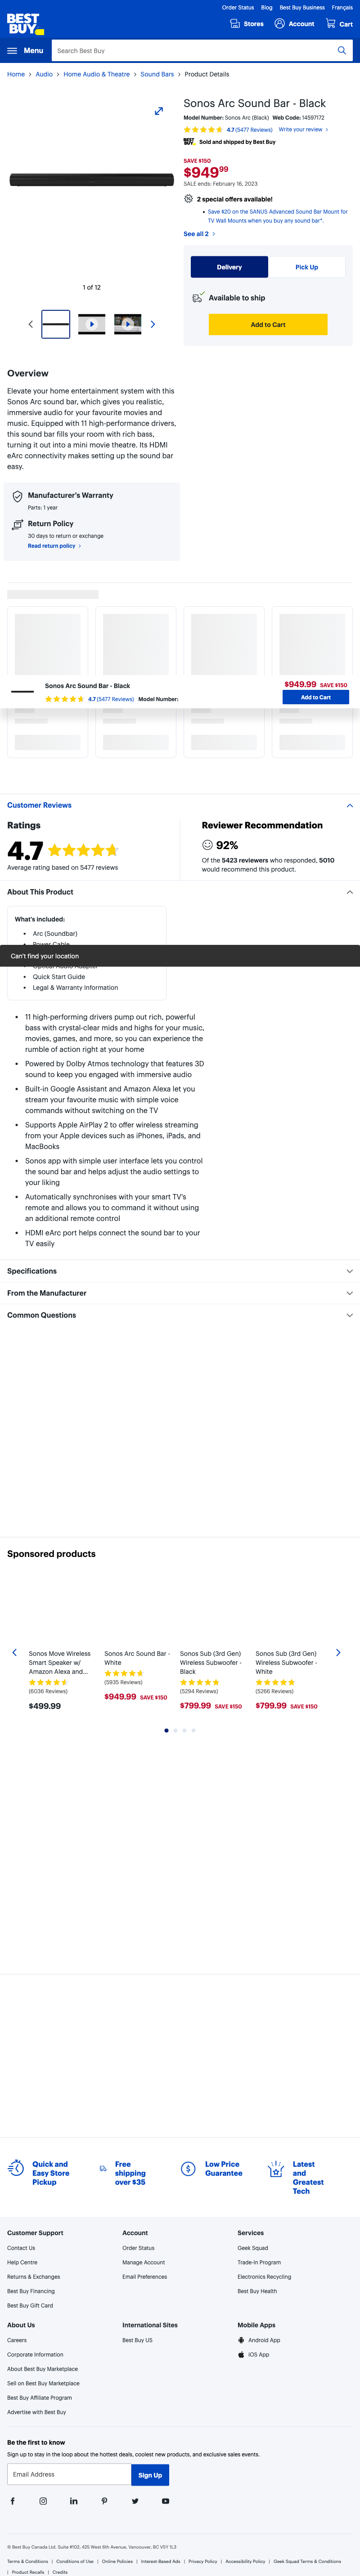 Order Status Blog Best Buy Business Français
BEST BUY
Stores Account Cart
Menu Search Best Buy
Home Audio Home Audio & Theatre Sound Bars Product Details
Sonos Arc Sound Bar - Black
Model Number: Sonos Arc (Black) Web Code: 14597172
4.7 (5477 Reviews) Write your review
BEST BUY Sold and shipped by Best Buy
SAVE $150
$949.99
SALE ends: February 16, 2023
2 special offers available!
• Save $20 on the SANUS Advanced Sound Bar Mount for
TV Wall Mounts when you buy any sound bar*.
See all 2
1 of 12
Delivery Pick Up
Available to ship
Add to Cart
Overview
Elevate your home entertainment system with this
Sonos Arc sound bar, which gives you realistic,
immersive audio for your favourite movies and
music. Equipped with 11 high-performance drivers,
this sound bar fills your room with rich bass,
turning it into a mini movie theatre. Its HDMI
eArc connectivity makes setting up the sound bar
easy.
Manufacturer's Warranty
Parts: 1 year
Return Policy
30 days to return or exchange
Read return policy
Sonos Arc Sound Bar - Black
4.7 (5477 Reviews) Model Number:
$949.99 SAVE $150
Add to Cart
Customer Reviews
Ratings
4.7
Average rating based on 5477 reviews
Reviewer Recommendation
92%
Of the 5423 reviewers who responded, 5010
would recommend this product.
About This Product
What's included:
• Arc (Soundbar)
• Power Cable
Can't find your location
• Optical Audio Adapter
• Quick Start Guide
• Legal & Warranty Information
• 11 high-performing drivers pump out rich, powerful
bass with crystal-clear mids and highs for your music,
movies, games, and more, so you can experience the
rumble of action right at your home
• Powered by Dolby Atmos technology that features 3D
sound to keep you engaged with immersive audio
• Built-in Google Assistant and Amazon Alexa let you
stream your favourite music with simple voice
commands without switching on the TV
• Supports Apple AirPlay 2 to offer wireless streaming
from your Apple devices such as iPhones, iPads, and
MacBooks
• Sonos app with simple user interface lets you control
the sound bar and helps adjust the audio settings to
your liking
• Automatically synchronises with your smart TV's
remote and allows you to command it without using
an additional remote control
• HDMI eArc port helps connect the sound bar to your
TV easily
Specifications
From the Manufacturer
Common Questions
Sponsored products
Sonos Move Wireless
Smart Speaker w/
Amazon Alexa and...
(6036 Reviews)
$499.99
Sonos Arc Sound Bar -
White
(5935 Reviews)
$949.99 SAVE $150
Sonos Sub (3rd Gen)
Wireless Subwoofer -
Black
(5294 Reviews)
$799.99 SAVE $150
Sonos Sub (3rd Gen)
Wireless Subwoofer -
White
(5266 Reviews)
$799.99 SAVE $150
Quick and
Easy Store
Pickup
Free
shipping
over $35
Low Price
Guarantee
Latest
and
Greatest
Tech
Customer Support
Contact Us
Help Centre
Returns & Exchanges
Best Buy Financing
Best Buy Gift Card
Account
Order Status
Manage Account
Email Preferences
Services
Geek Squad
Trade-In Program
Electronics Recycling
Best Buy Health
About Us
Careers
Corporate Information
About Best Buy Marketplace
Sell on Best Buy Marketplace
Best Buy Affiliate Program
Advertise with Best Buy
International Sites
Best Buy US
Mobile Apps
Android App
iOS App
Be the first to know
Sign up to stay in the loop about the hottest deals, coolest new products, and exclusive sales events.
Email Address Sign Up
© Best Buy Canada Ltd. Suite #102, 425 West 6th Avenue, Vancouver, BC V5Y 1L3
Terms & Conditions | Conditions of Use | Online Policies | Interest-Based Ads | Privacy Policy | Accessibility Policy | Geek Squad Terms & Conditions
| Product Recalls | Credits